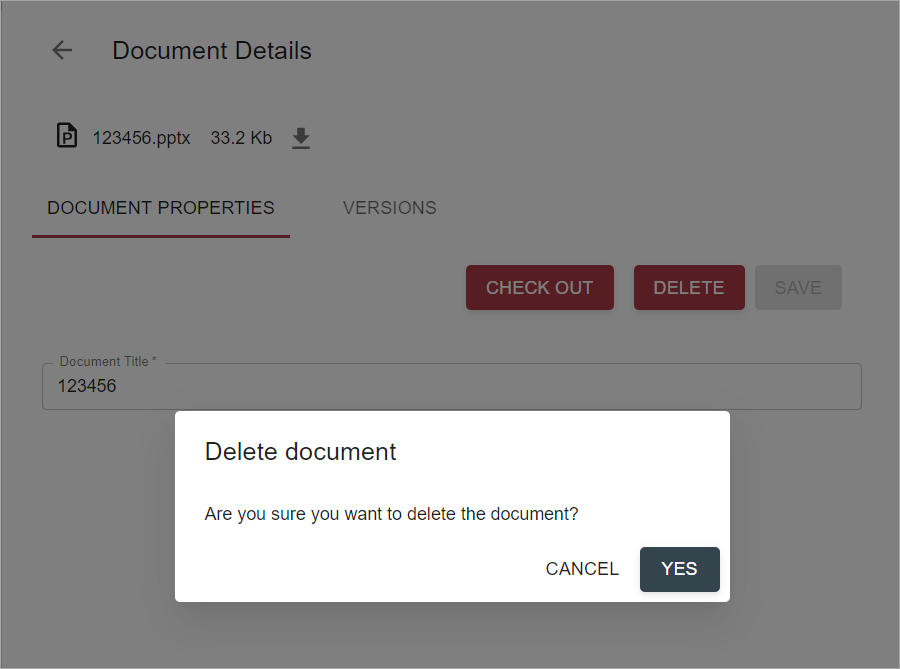 Document Details
123456.pptx 33.2 Kb
DOCUMENT PROPERTIES VERSIONS
CHECK OUT DELETE SAVE
Document Title *
123456
Delete document
Are you sure you want to delete the document?
CANCEL YES